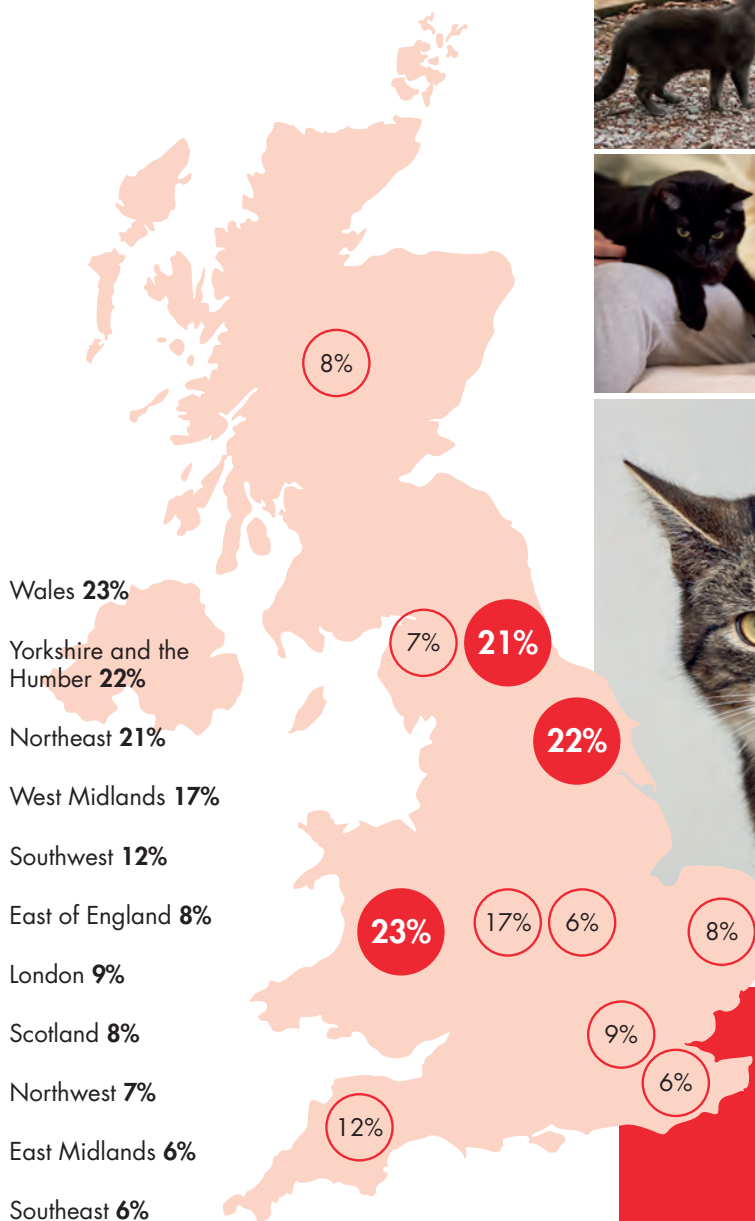 8%
Wales 23%
7%
21%
Yorkshire and the
Humber 22%
Northeast 21%
22%
West Midlands 17%
Southwest 12%
East of England 8%
23%
17%
6%
8%
London 9%
Scotland 8%
9%
Northwest 7%
6%
12%
East Midlands 6%
Southeast 6%